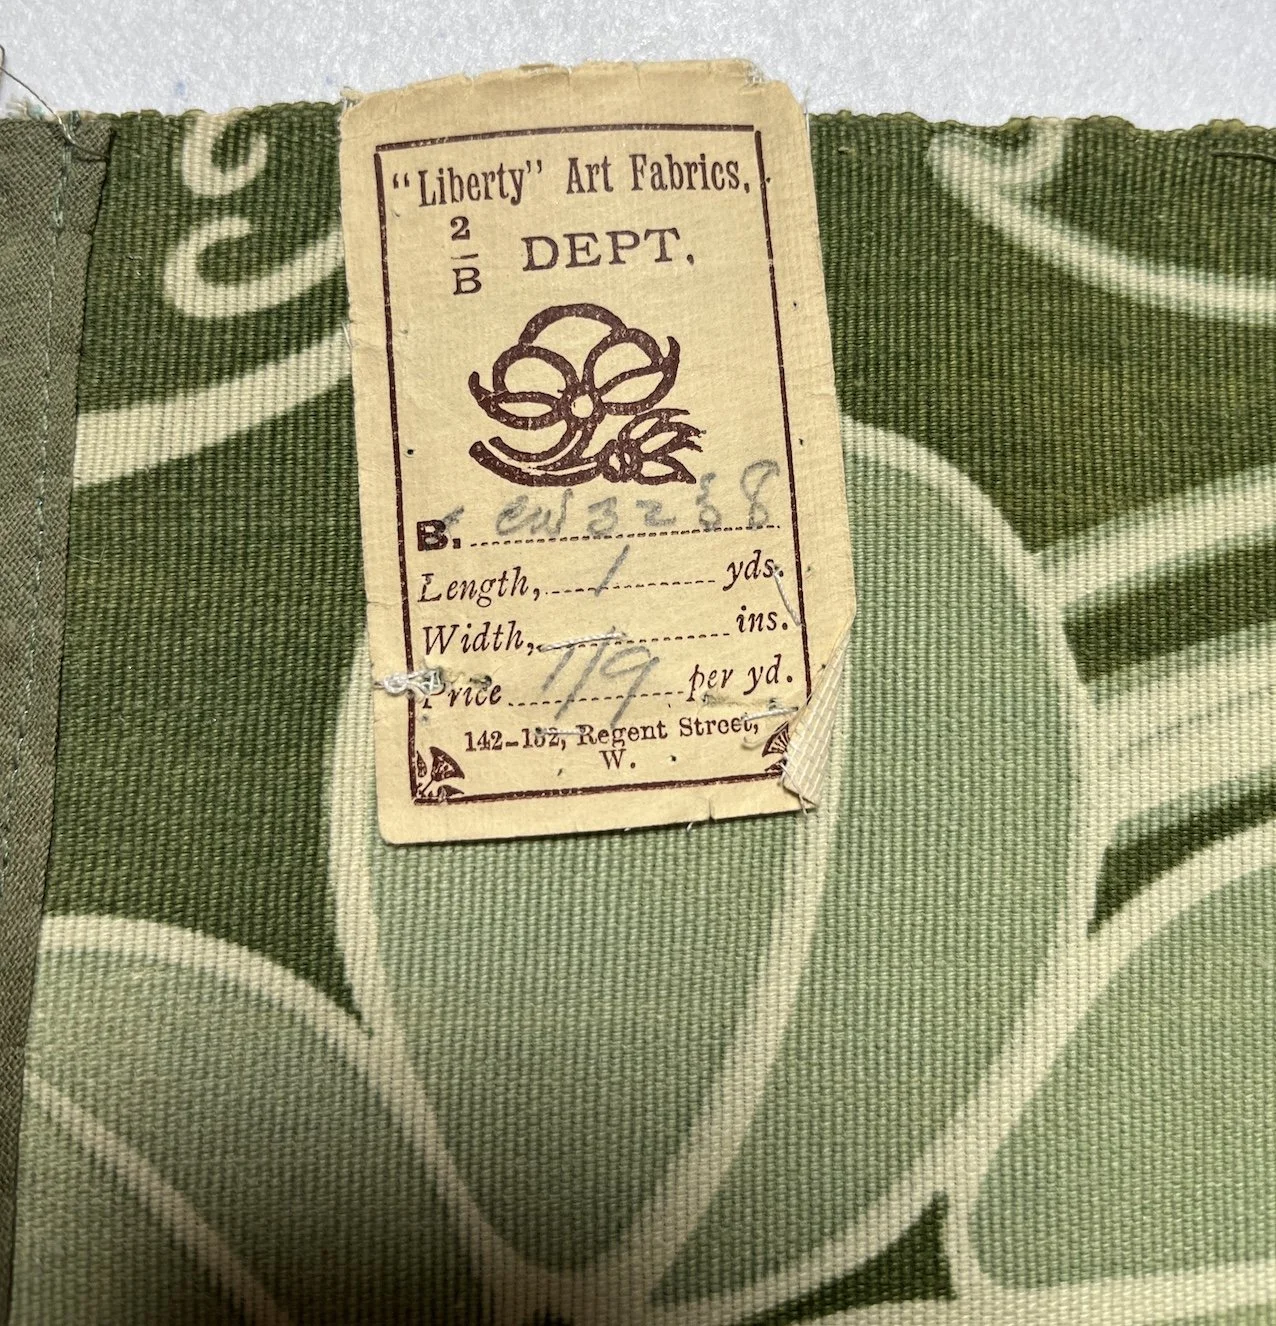 "Liberty" Art Fabrics.
2/B DEPT.
B. 3238
Length, 1 yds.
Width, ins.
Price 1/9 per yd.
142-152, Regent Street,
W.